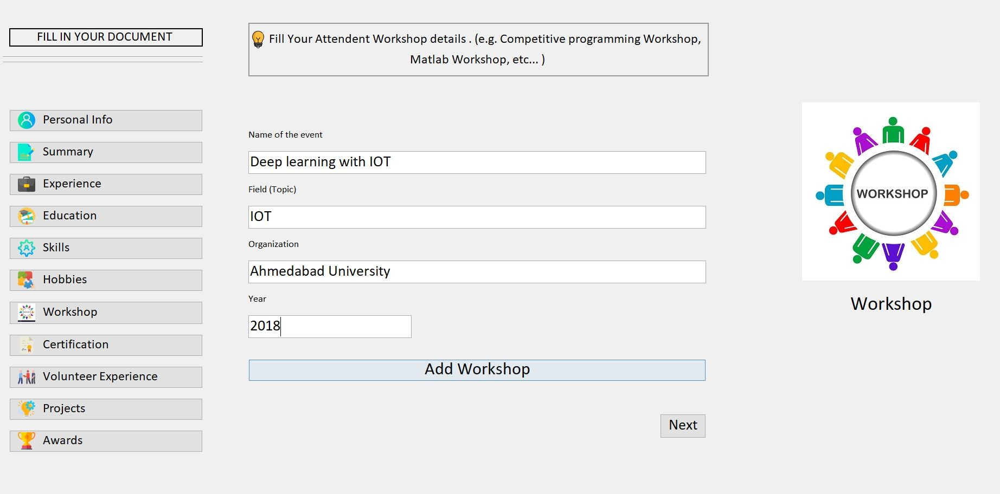 FILL IN YOUR DOCUMENT
Fill Your Attendent Workshop details . (e.g. Competitive programming Workshop,
Matlab Workshop, etc... )
Personal Info
Summary
Experience
Education
Skills
Hobbies
Workshop
Certification
Volunteer Experience
Projects
Awards
Name of the event
Deep learning with IOT
Field (Topic)
IOT
Organization
Ahmedabad University
Year
2018
Add Workshop
Next
WORKSHOP
Workshop